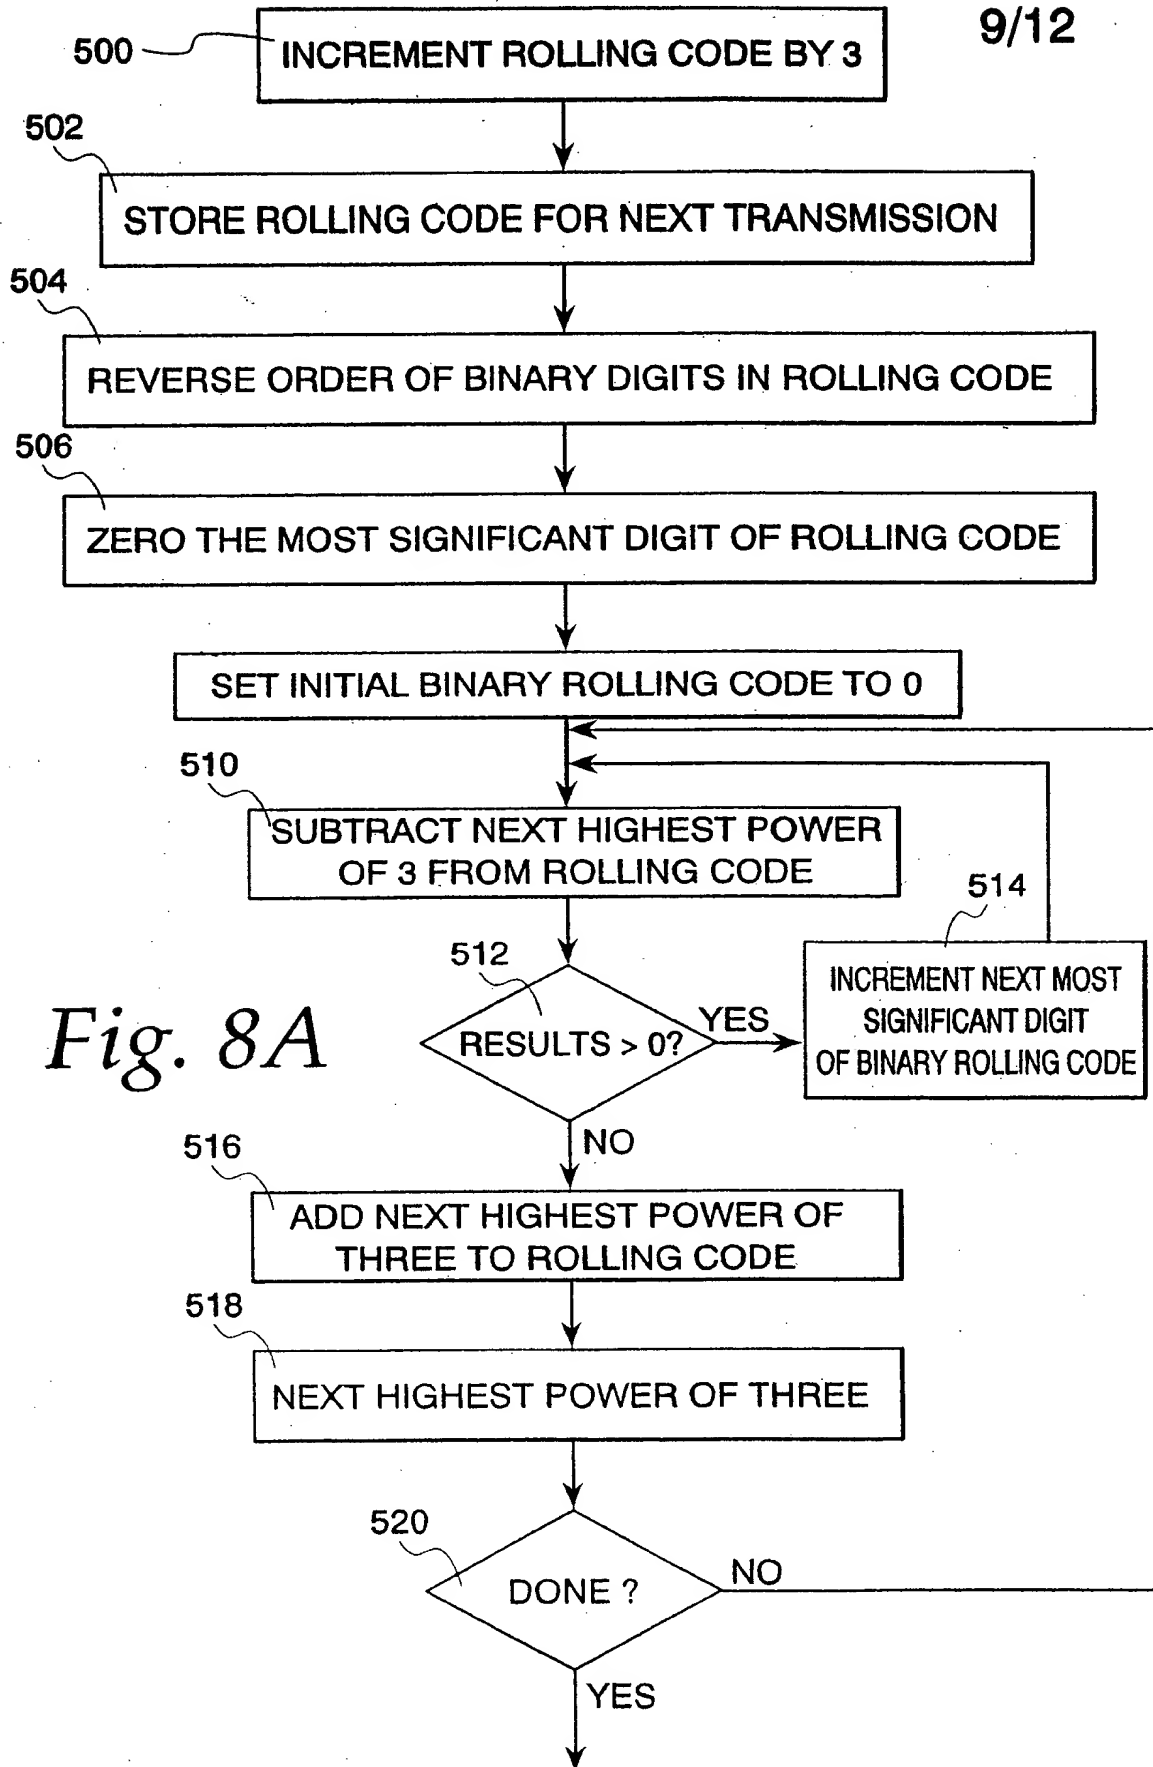 9/12
500
INCREMENT ROLLING CODE BY 3
502
STORE ROLLING CODE FOR NEXT TRANSMISSION
504
REVERSE ORDER OF BINARY DIGITS IN ROLLING CODE
506
ZERO THE MOST SIGNIFICANT DIGIT OF ROLLING CODE
SET INITIAL BINARY ROLLING CODE TO 0
510
SUBTRACT NEXT HIGHEST POWER
OF 3 FROM ROLLING CODE
514
INCREMENT NEXT MOST
SIGNIFICANT DIGIT
OF BINARY ROLLING CODE
512
RESULTS > 0?
YES
Fig. 8A
NO
516
ADD NEXT HIGHEST POWER OF
THREE TO ROLLING CODE
518
NEXT HIGHEST POWER OF THREE
520
DONE ?
NO
YES